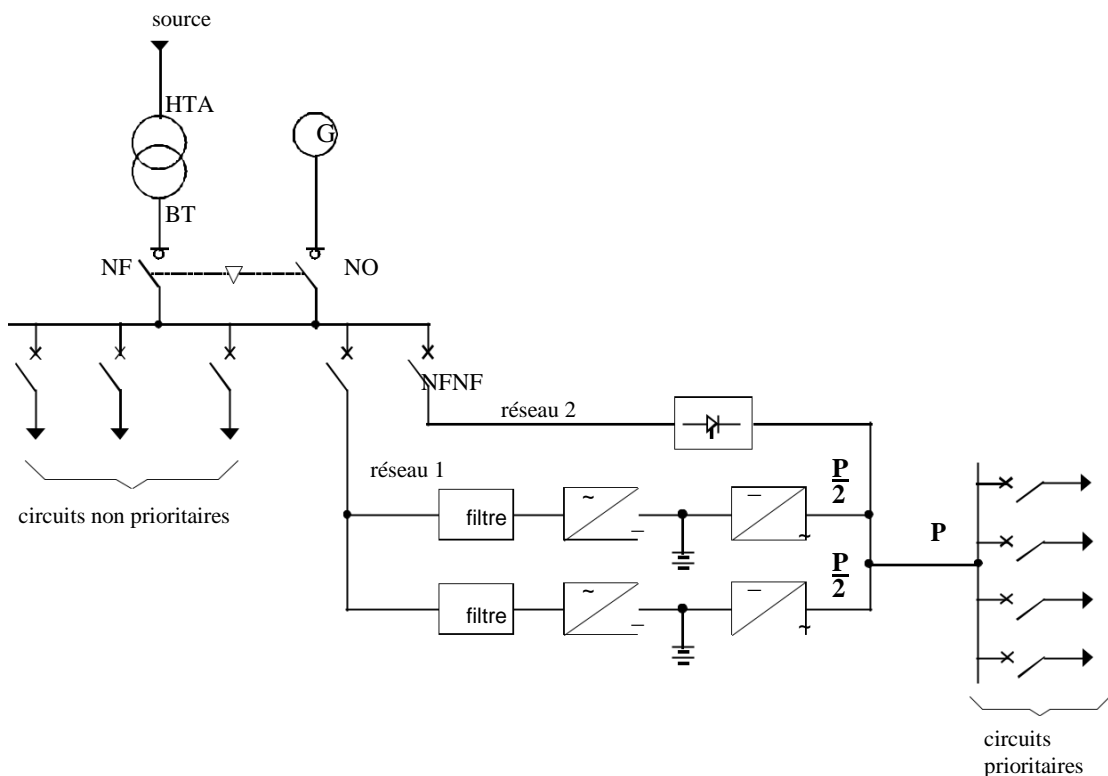 source
HTA
G
BT
NF
NO
NFNF
réseau 2
réseau 1
circuits non prioritaires
filtre
~
–
–
~
P
2
P
filtre
~
–
–
~
P
2
circuits
prioritaires